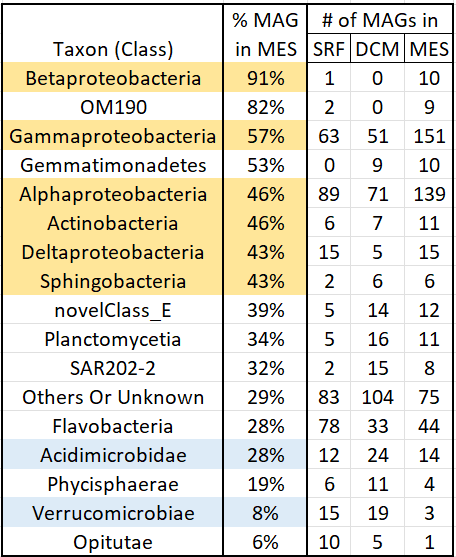 % MAG # of MAGs in
Taxon (Class) in MES SRF DCM MES
Betaproteobacteria 91% 1 0 10
OM190 82% 2 0 9
Gammaproteobacteria 57% 63 51 151
Gemmatimonadetes 53% 0 9 10
Alphaproteobacteria 46% 89 71 139
Actinobacteria 46% 6 7 11
Deltaproteobacteria 43% 15 5 15
Sphingobacteria 43% 2 6 6
novelClass_E 39% 5 14 12
Planctomycetia 34% 5 16 11
SAR202-2 32% 2 15 8
Others Or Unknown 29% 83 104 75
Flavobacteria 28% 78 33 44
Acidimicrobidae 28% 12 24 14
Phycisphaerae 19% 6 11 4
Verrucomicrobiae 8% 15 19 3
Opitutae 6% 10 5 1